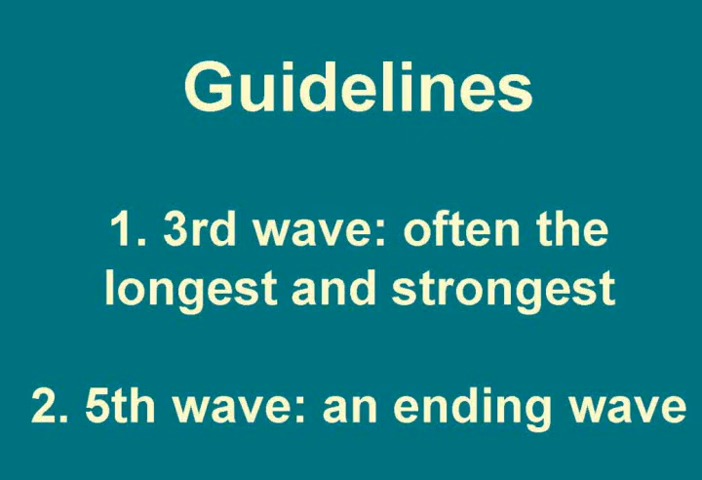 Guidelines
1. 3rd wave: often the
longest and strongest
2. 5th wave: an ending wave